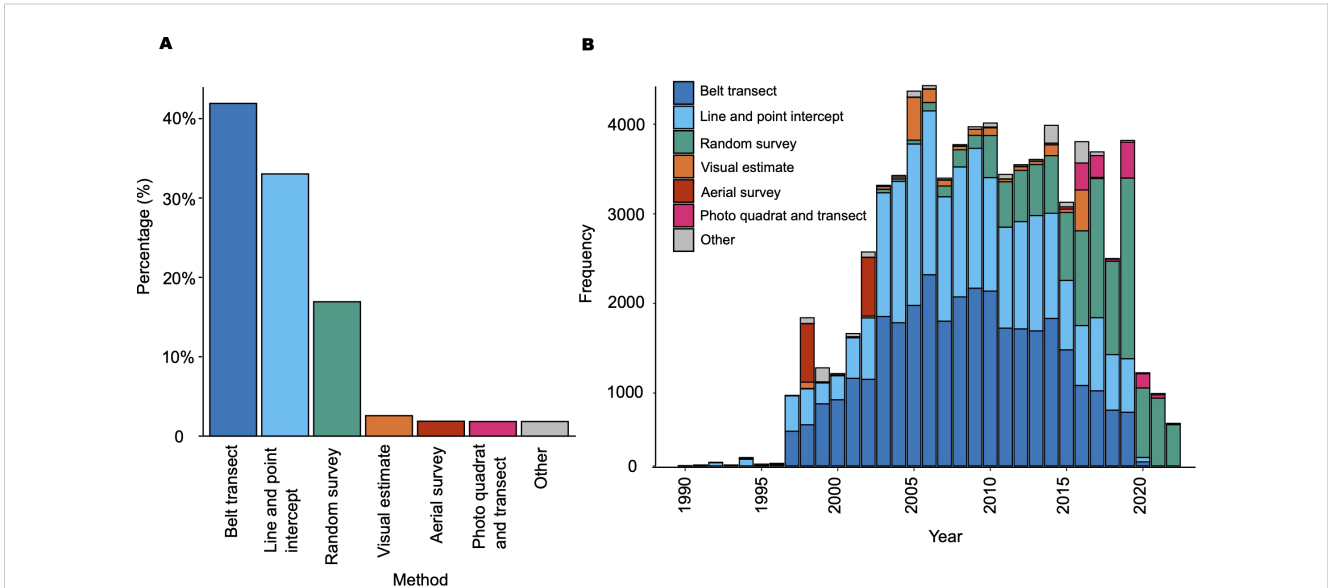 A
B
Percentage (%)
40%
30%
20%
10%
0
Belt transect
Line and point
intercept
Random survey
Visual estimate
Aerial survey
Photo quadrat
and transect
Other
Method
Belt transect
Line and point intercept
Random survey
Visual estimate
Aerial survey
Photo quadrat and transect
Other
Frequency
4000
3000
2000
1000
0
1990
1995
2000
2005
2010
2015
2020
Year